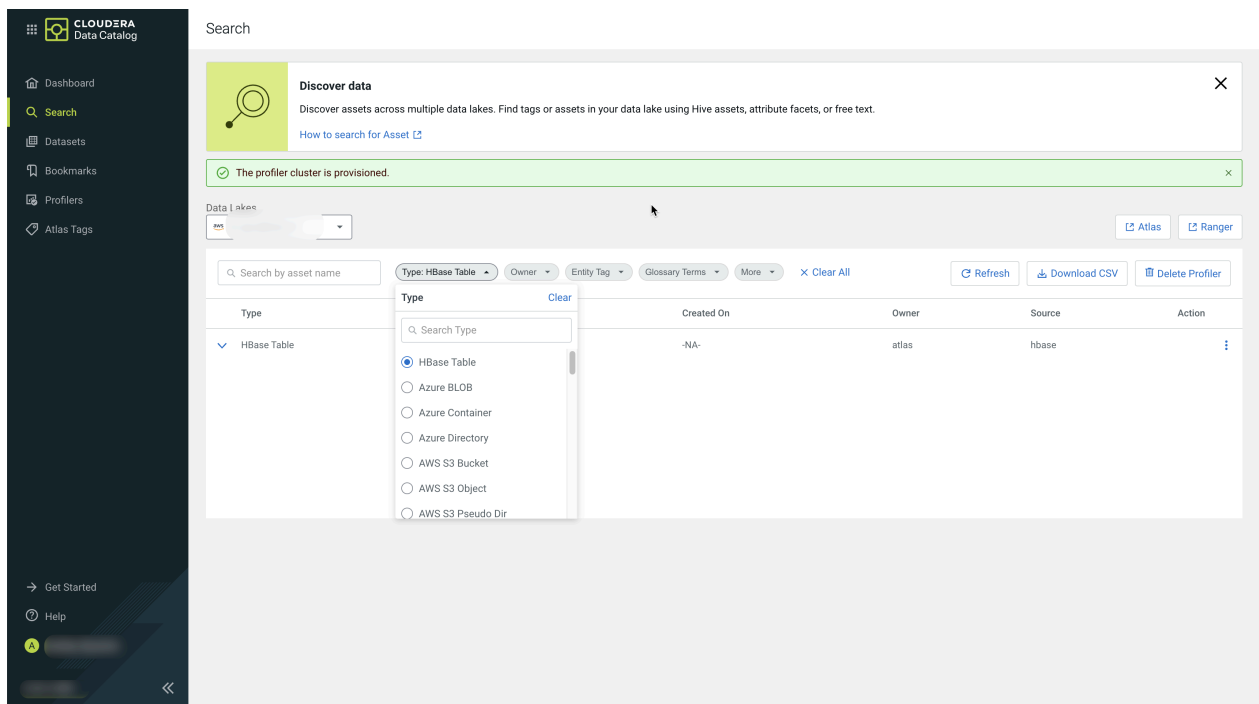 CLOUDERA
Data Catalog
Dashboard
Search
Datasets
Bookmarks
Profilers
Atlas Tags
Get Started
Help
A
Search
Discover data
Discover assets across multiple data lakes. Find tags or assets in your data lake using Hive assets, attribute facets, or free text.
How to search for Asset
The profiler cluster is provisioned.
Data Lakes
aws
Atlas
Ranger
Search by asset name
Type: HBase Table
Owner
Entity Tag
Glossary Terms
More
Clear All
Refresh
Download CSV
Delete Profiler
Type
Created On
Owner
Source
Action
HBase Table
-NA-
atlas
hbase
Type
Clear
Search Type
HBase Table
Azure BLOB
Azure Container
Azure Directory
AWS S3 Bucket
AWS S3 Object
AWS S3 Pseudo Dir